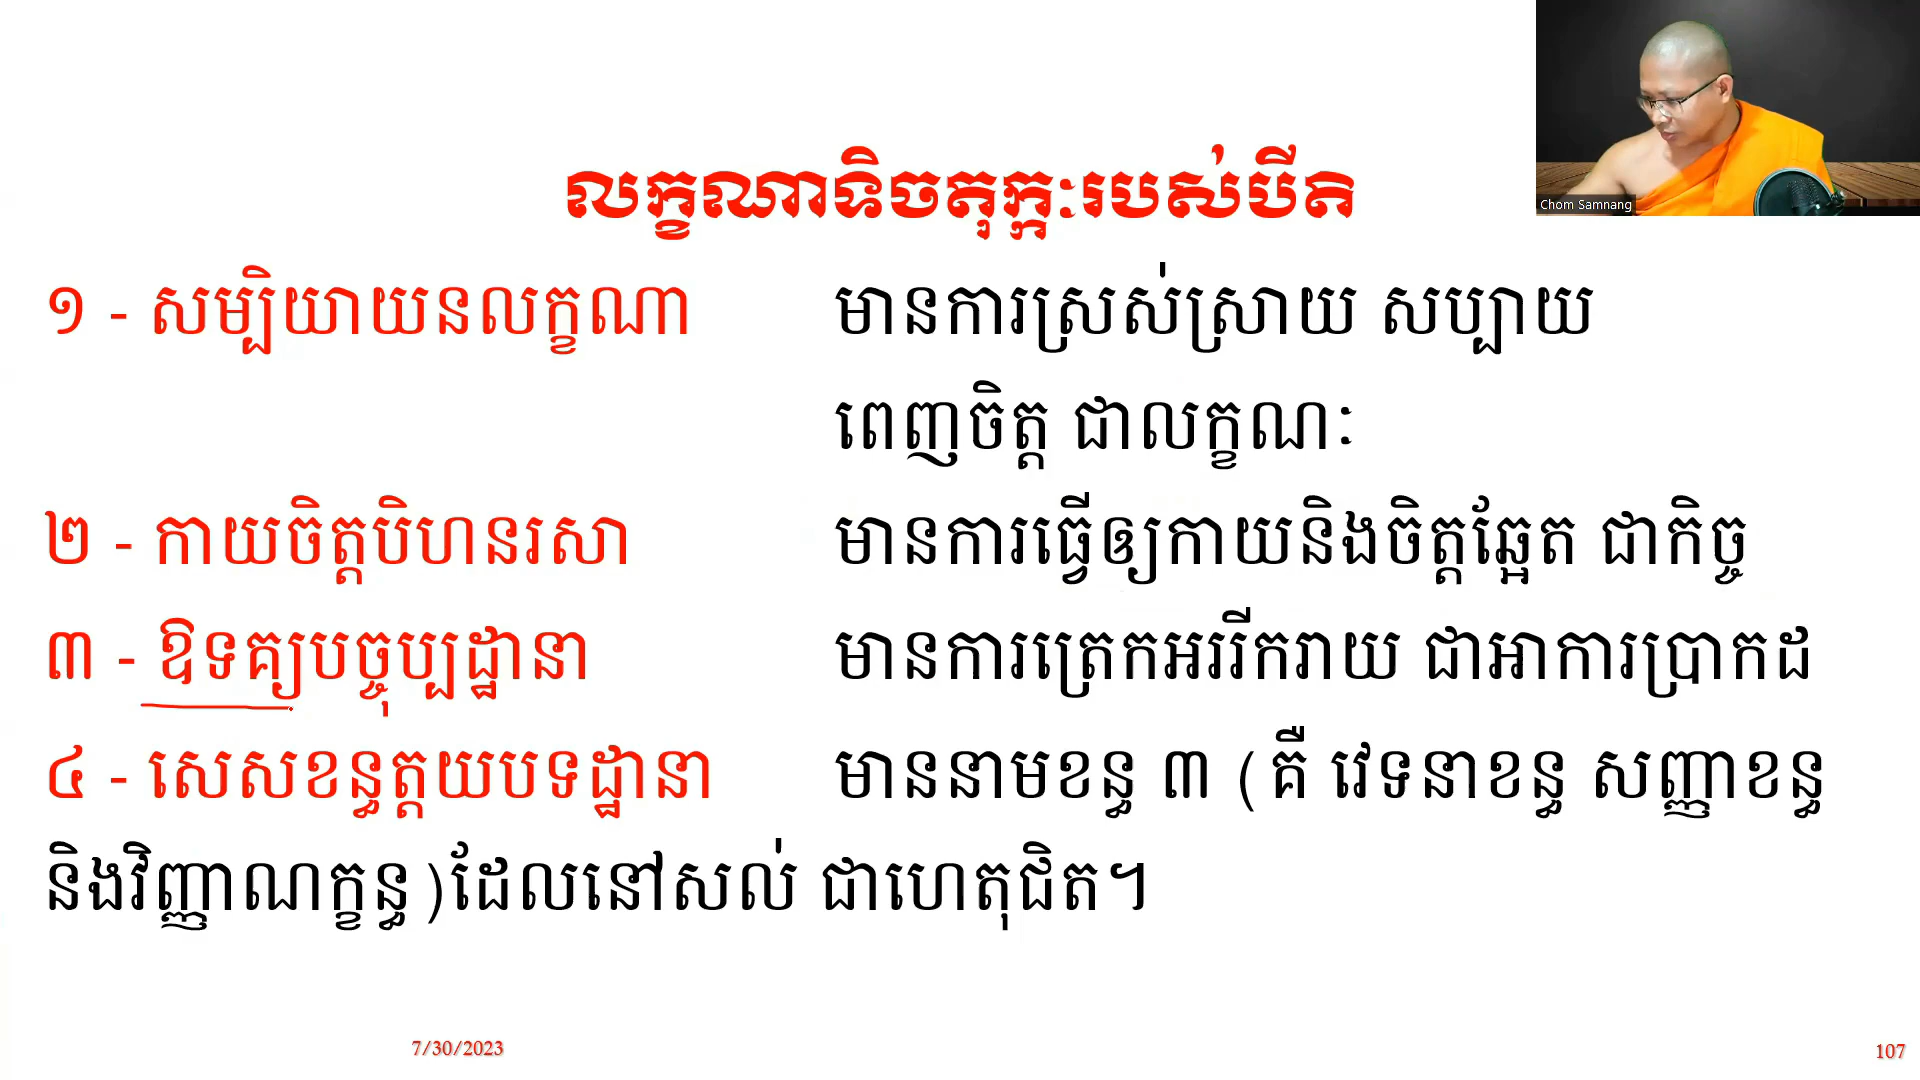 Chom Samnang
លក្ខណាទិចតុក្កៈរបស់បីតិ
១ - សម្បិយាយនលក្ខណា មានការស្រស់ស្រាយ សប្បាយ
ពេញចិត្ត ជាលក្ខណៈ
២ - កាយចិត្តបិហនរសា មានការធ្វើឲ្យកាយនិងចិត្តឆ្អែត ជាកិច្ច
៣ - ឱទគ្យបច្ចុប្បដ្ឋានា មានការត្រេកអររីករាយ ជាអាការប្រាកដ
៤ - សេសខន្ធត្តយបទដ្ឋានា មាននាមខន្ធ ៣ (គឺ វេទនាខន្ធ សញ្ញាខន្ធ
និងវិញ្ញាណក្ខន្ធ)ដែលនៅសល់ ជាហេតុជិត។
7/30/2023
107